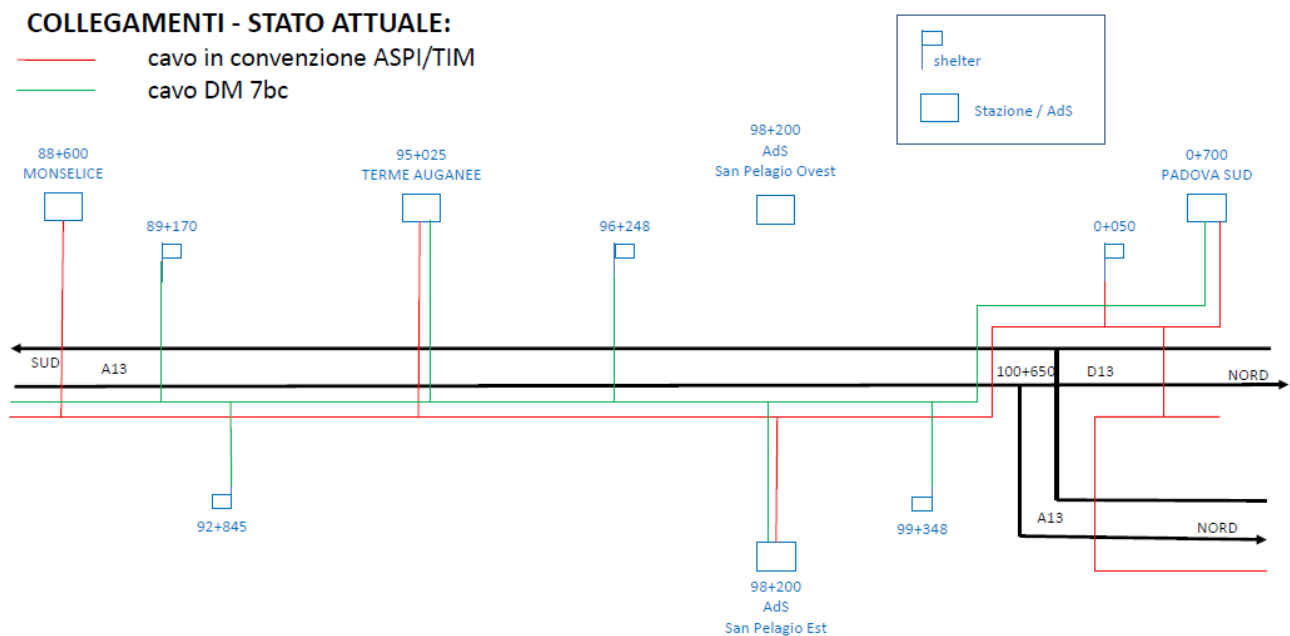 COLLEGAMENTI - STATO ATTUALE:
cavo in convenzione ASPI/TIM
cavo DM 7bc
shelter
Stazione / AdS
88+600
MONSELICE
95+025
TERME AUGANEE
98+200
AdS
San Pelagio Ovest
0+700
PADOVA SUD
89+170
96+248
0+050
SUD
A13
100+650
D13
NORD
92+845
99+348
A13
NORD
98+200
AdS
San Pelagio Est